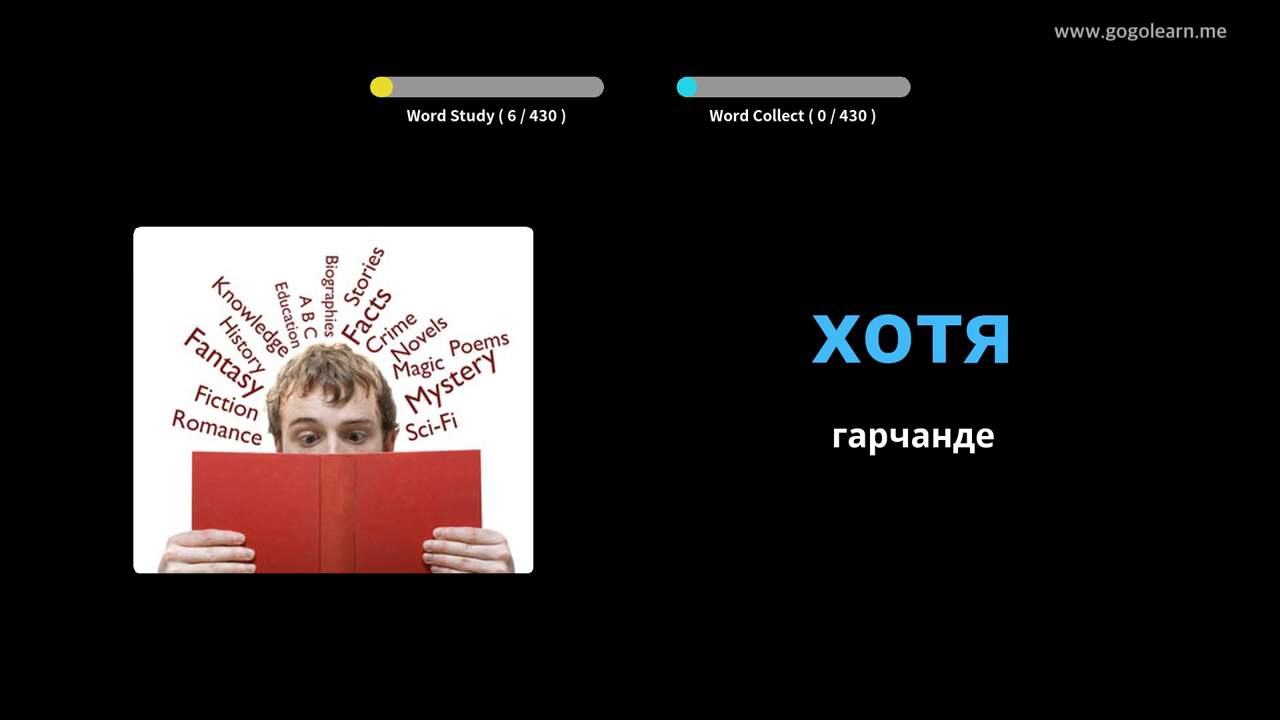 www.gogolearn.me
Word Study ( 6 / 430 )
Word Collect ( 0 / 430 )
Biographies
Stories
Education
A B C
Facts
Knowledge
Crime
History
Novels
Fantasy
Magic
Poems
Mystery
Fiction
Romance
Sci-Fi
хотя
гарчанде